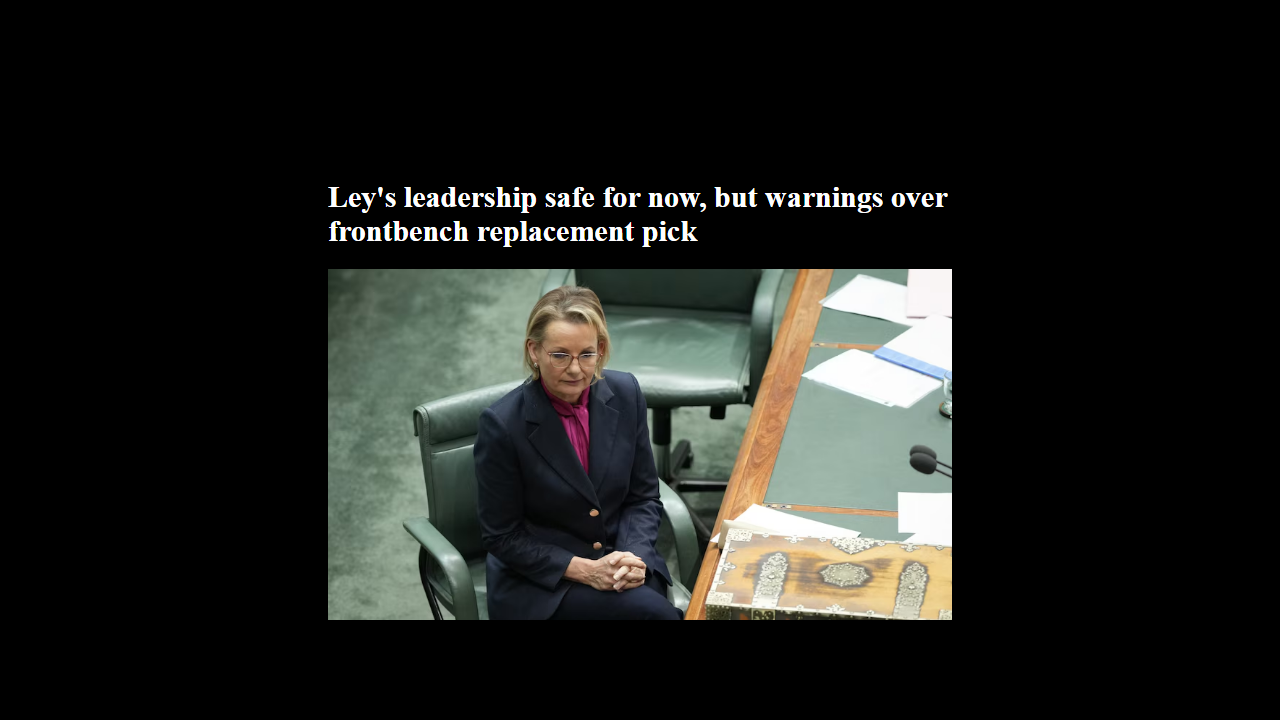 Ley's leadership safe for now, but warnings over
frontbench replacement pick